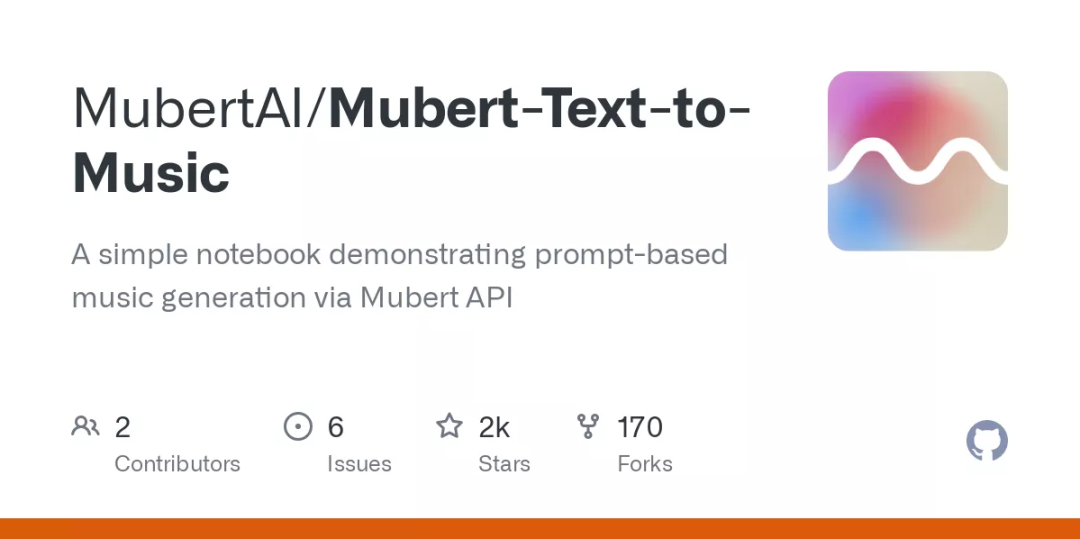 MubertAI/Mubert-Text-to-
Music
A simple notebook demonstrating prompt-based
music generation via Mubert API
2
Contributors
6
Issues
2k
Stars
170
Forks